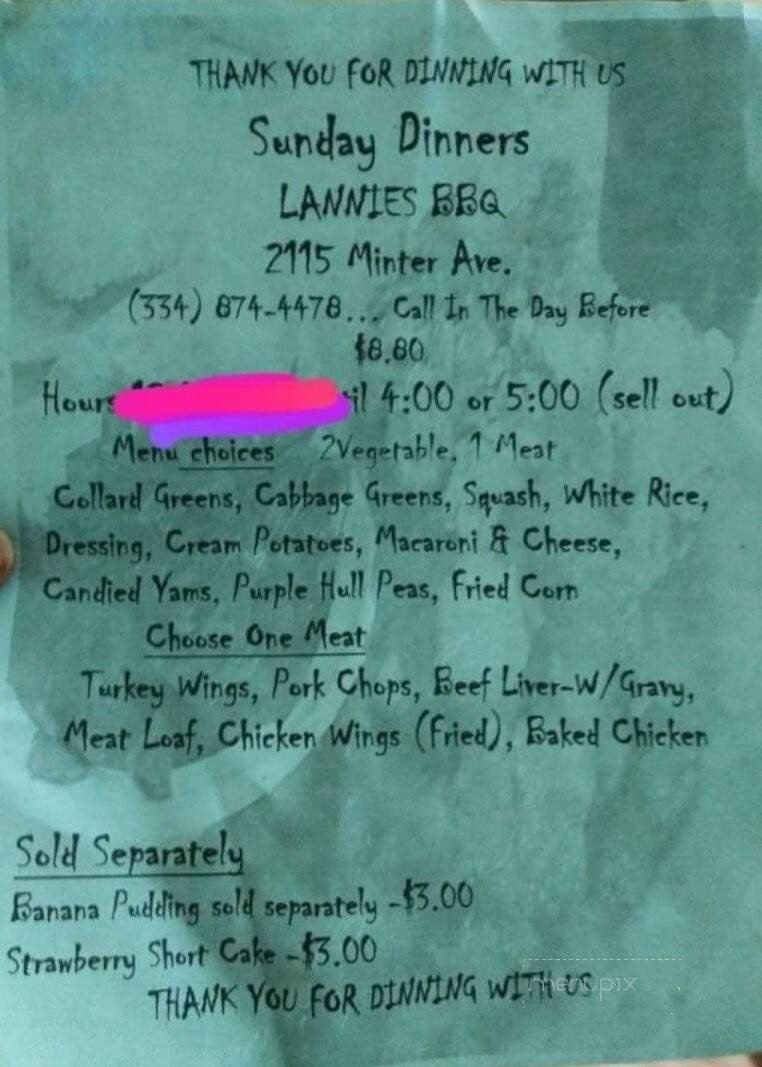 THANK YOU FOR DINNING WITH US
Sunday Dinners
LANNIES BBQ
2115 Minter Ave.
(334) 874-4478... Call In The Day Before
$8.80
Hours il 4:00 or 5:00 (sell out)
Menu choices 2Vegetable, 1 Meat
Collard Greens, Cabbage Greens, Squash, White Rice,
Dressing, Cream Potatoes, Macaroni & Cheese,
Candied Yams, Purple Hull Peas, Fried Corn
Choose One Meat
Turkey Wings, Pork Chops, Beef Liver-W/Gravy,
Meat Loaf, Chicken Wings (Fried), Baked Chicken
Sold Separately
Banana Pudding sold separately -$3.00
Strawberry Short Cake -$3.00
THANK YOU FOR DINNING WITH US
menupix